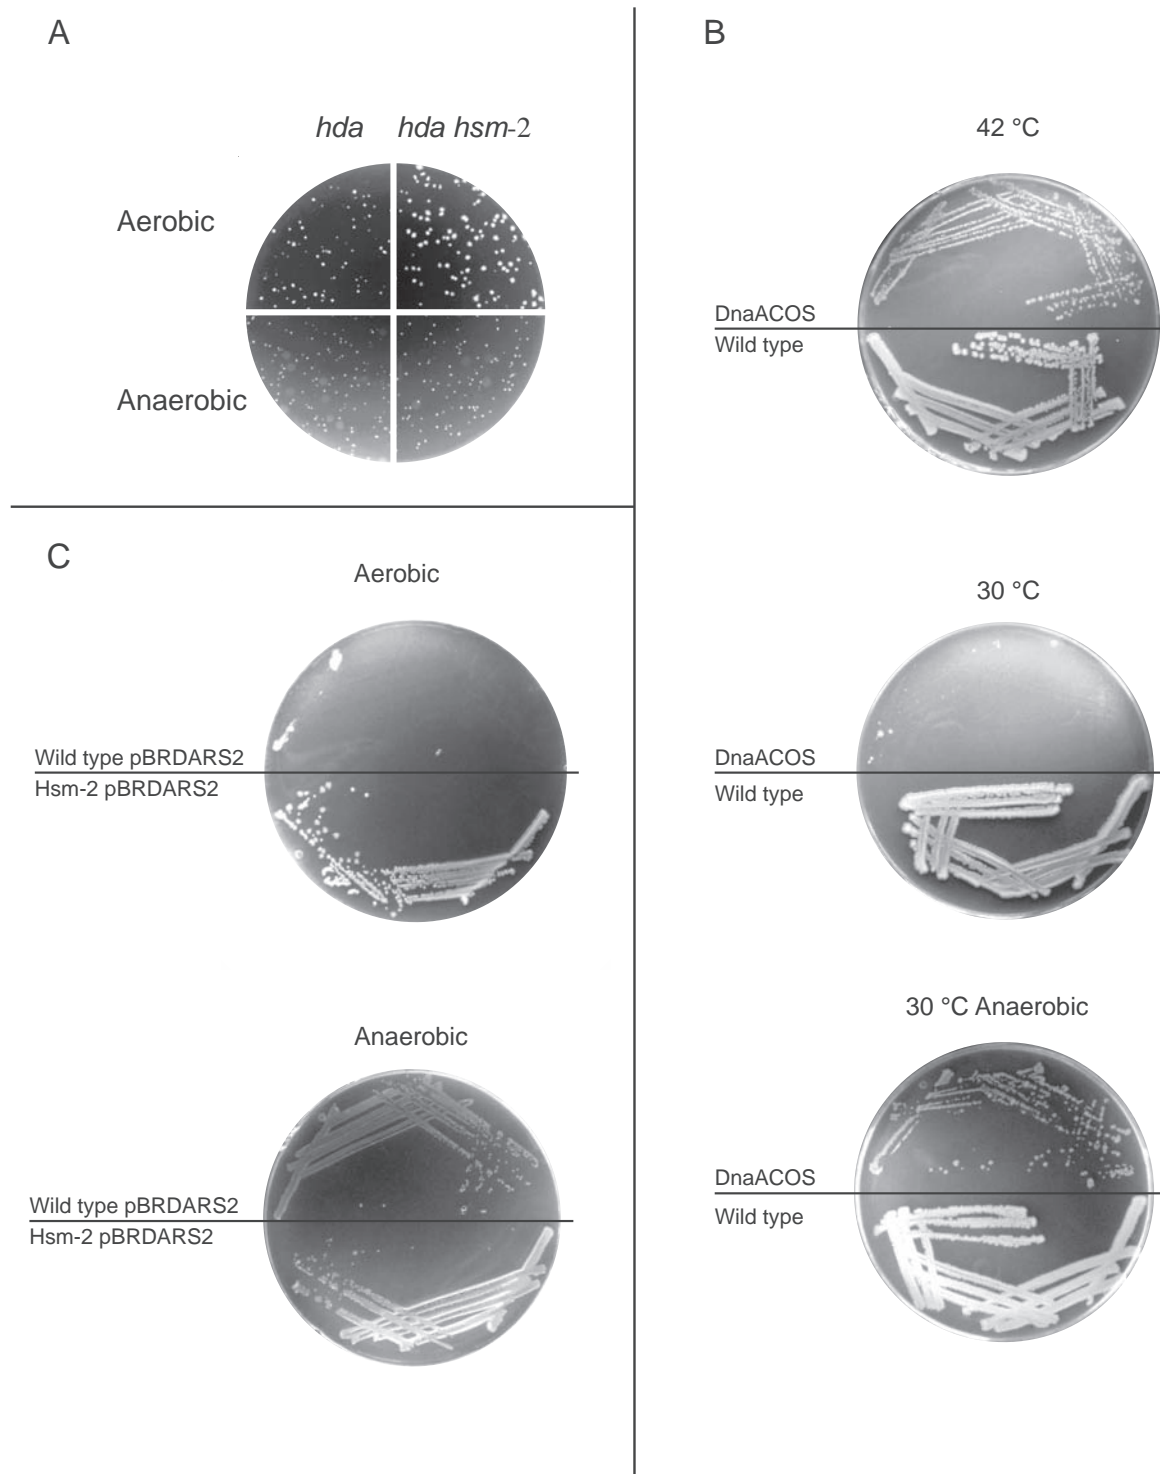 A
hda hda hsm-2
Aerobic
Anaerobic
B
42 °C
DnaACOS
Wild type
30 °C
DnaACOS
Wild type
30 °C Anaerobic
DnaACOS
Wild type
C
Aerobic
Wild type pBRDARS2
Hsm-2 pBRDARS2
Anaerobic
Wild type pBRDARS2
Hsm-2 pBRDARS2